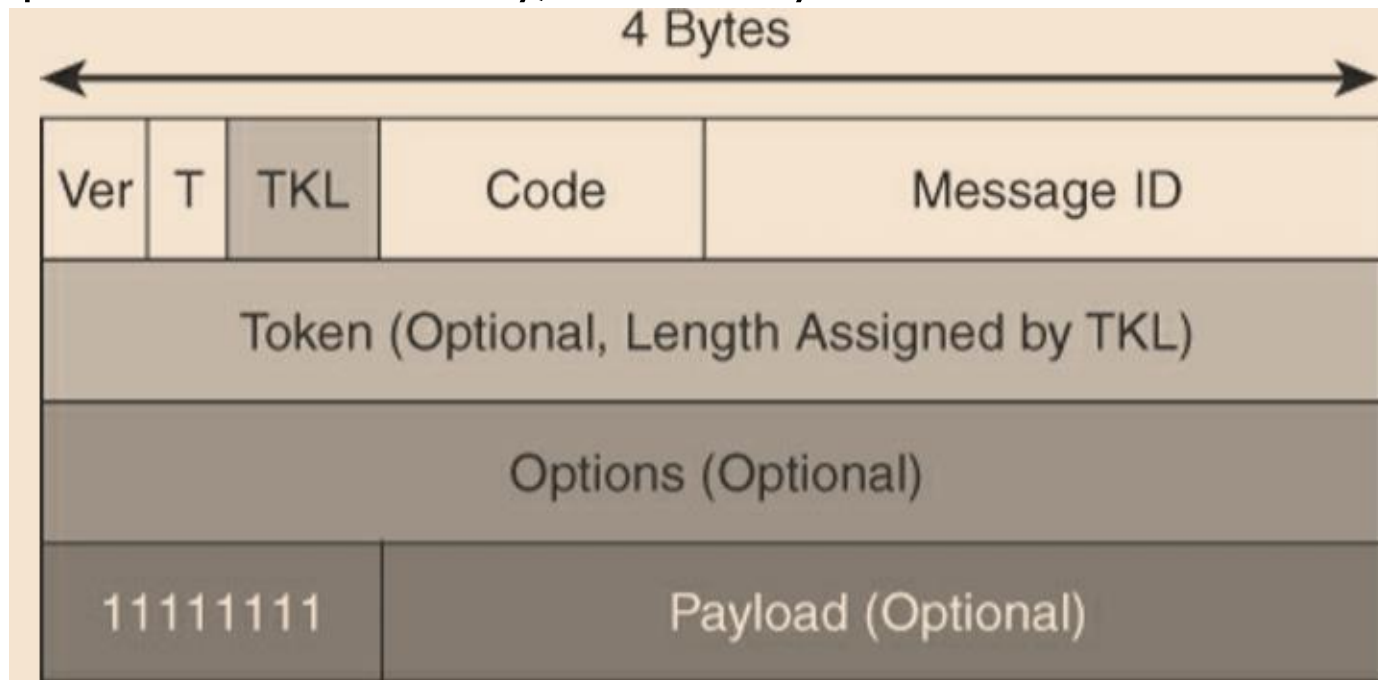 4 Bytes
Ver T TKL Code Message ID
Token (Optional, Length Assigned by TKL)
Options (Optional)
11111111 Payload (Optional)